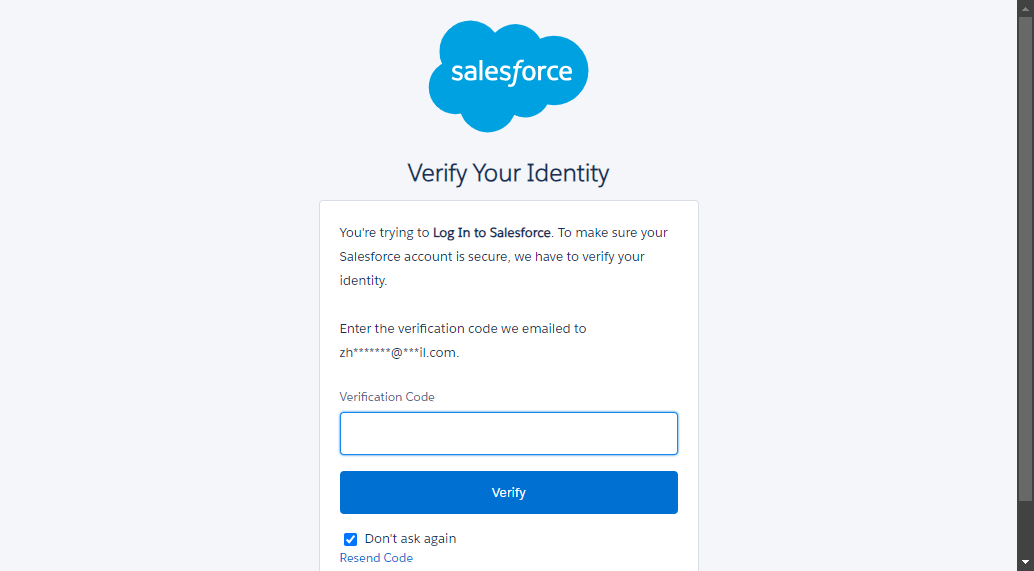 salesforce
Verify Your Identity
You're trying to Log In to Salesforce. To make sure your
Salesforce account is secure, we have to verify your
identity.
Enter the verification code we emailed to
zh*******@***il.com.
Verification Code
Verify
Don't ask again
Resend Code